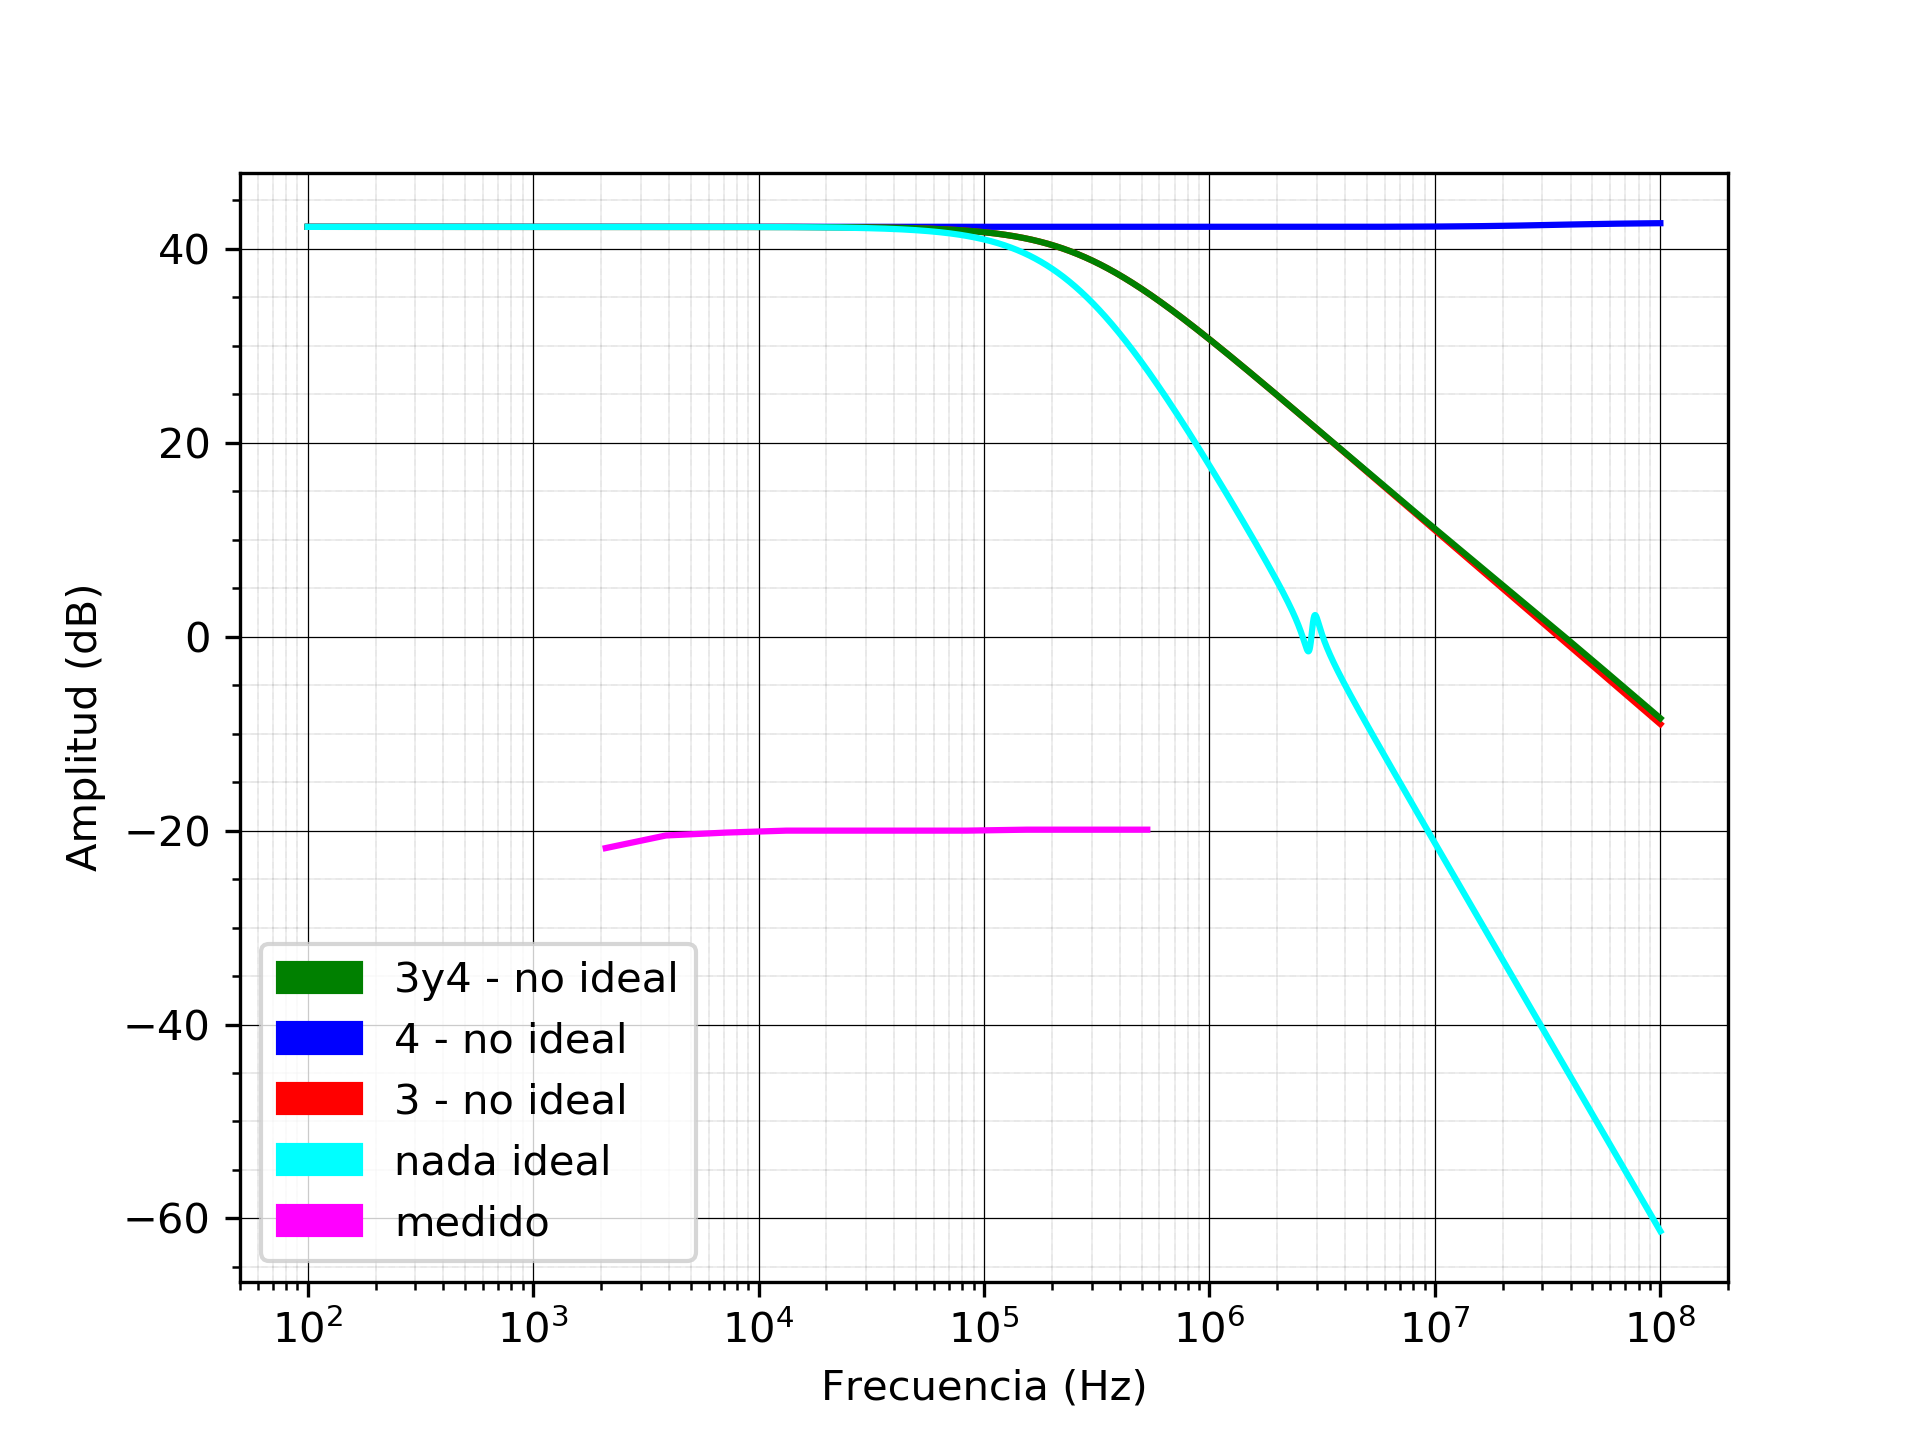 40
20
0
−20
−40
−60
Amplitud (dB)
3y4 - no ideal
4 - no ideal
3 - no ideal
nada ideal
medido
10² 10³ 10⁴ 10⁵ 10⁶ 10⁷ 10⁸
Frecuencia (Hz)